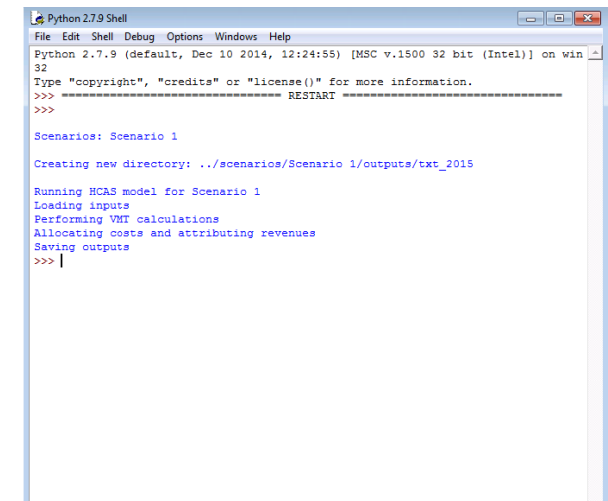 Python 2.7.9 Shell
File Edit Shell Debug Options Windows Help
Python 2.7.9 (default, Dec 10 2014, 12:24:55) [MSC v.1500 32 bit (Intel)] on win
32
Type "copyright", "credits" or "license()" for more information.
>>> ================================ RESTART ================================
>>>
Scenarios: Scenario 1
Creating new directory: ../scenarios/Scenario 1/outputs/txt_2015
Running HCAS model for Scenario 1
Loading inputs
Performing VMT calculations
Allocating costs and attributing revenues
Saving outputs
>>>